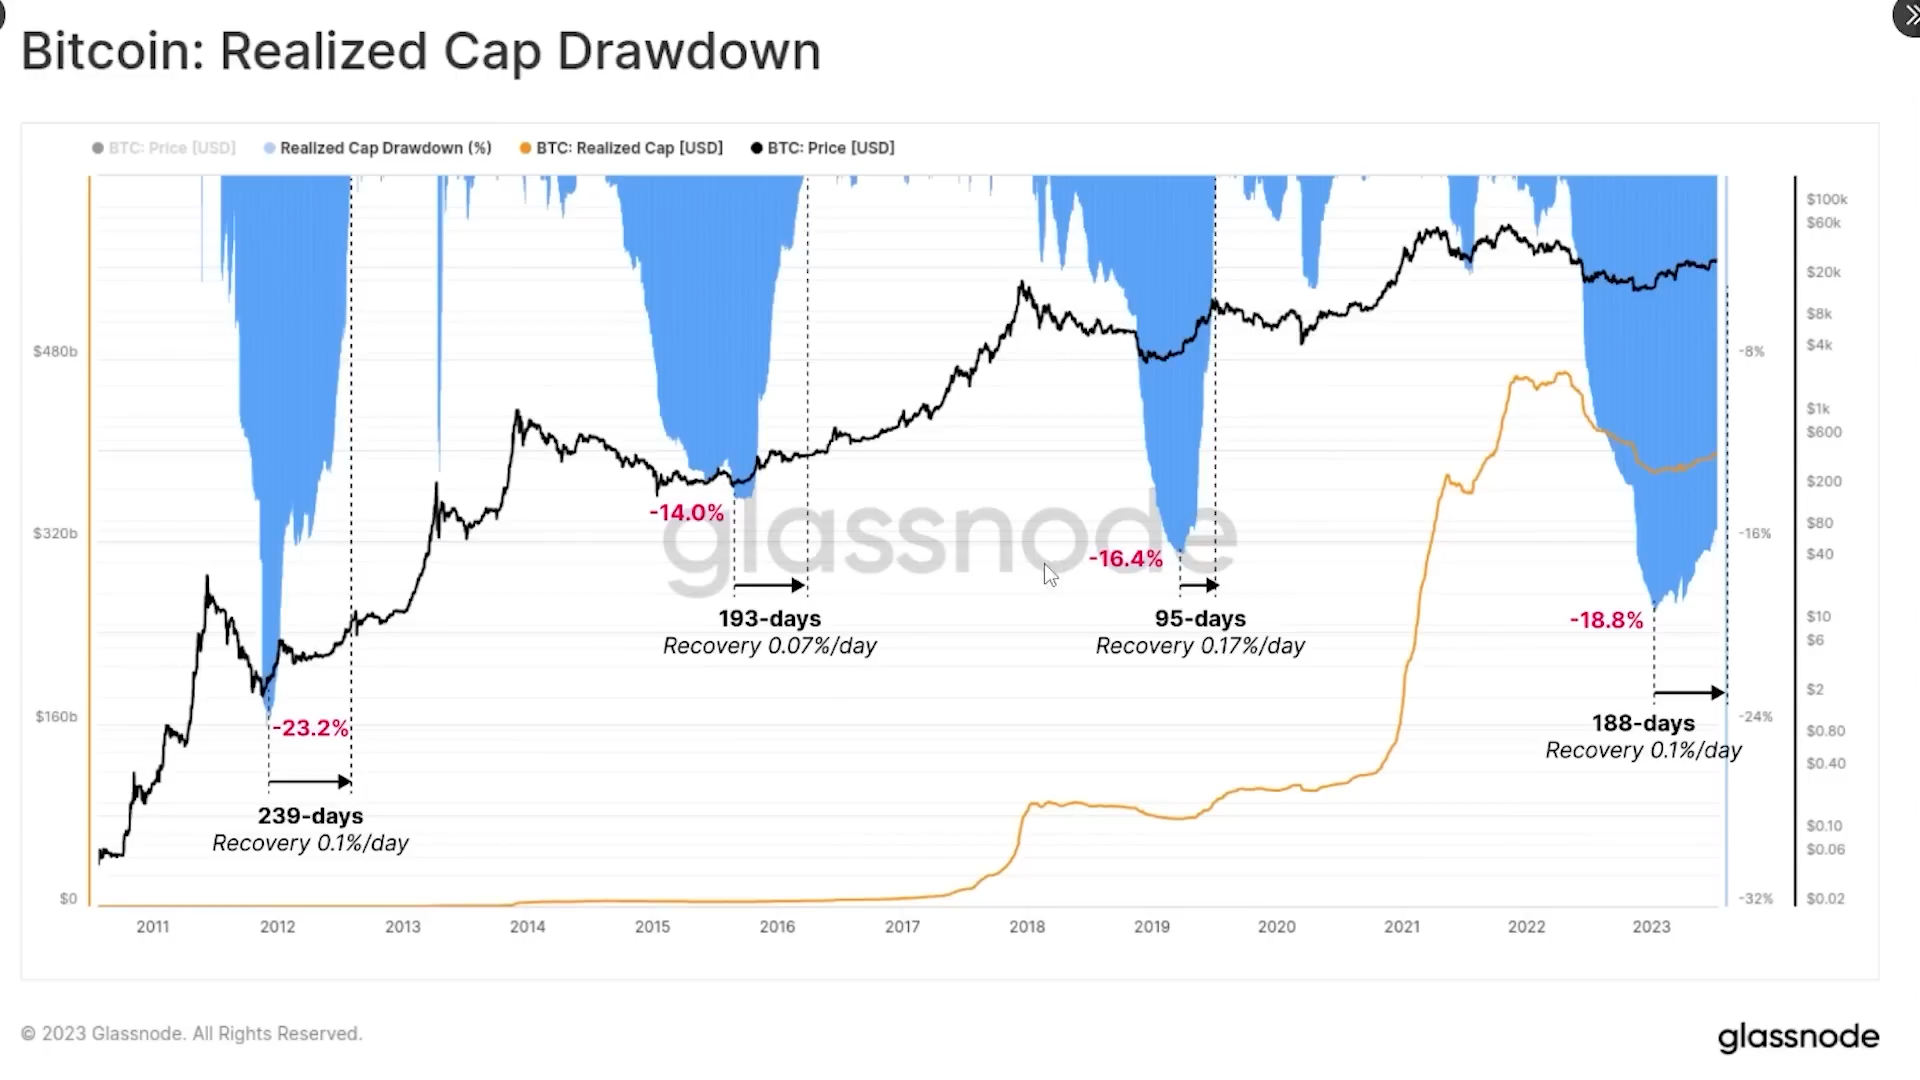 Bitcoin: Realized Cap Drawdown
BTC: Price [USD] Realized Cap Drawdown (%) BTC: Realized Cap [USD] BTC: Price [USD]
$480b
$320b
$160b
$0
-8%
-16%
-24%
-32%
$100k
$60k
$20k
$8k
$4k
$1k
$600
$200
$80
$40
$10
$6
$2
$0.80
$0.40
$0.10
$0.06
$0.02
glassnode
-23.2%
239-days
Recovery 0.1%/day
-14.0%
193-days
Recovery 0.07%/day
-16.4%
95-days
Recovery 0.17%/day
-18.8%
188-days
Recovery 0.1%/day
2011 2012 2013 2014 2015 2016 2017 2018 2019 2020 2021 2022 2023
© 2023 Glassnode. All Rights Reserved.
glassnode